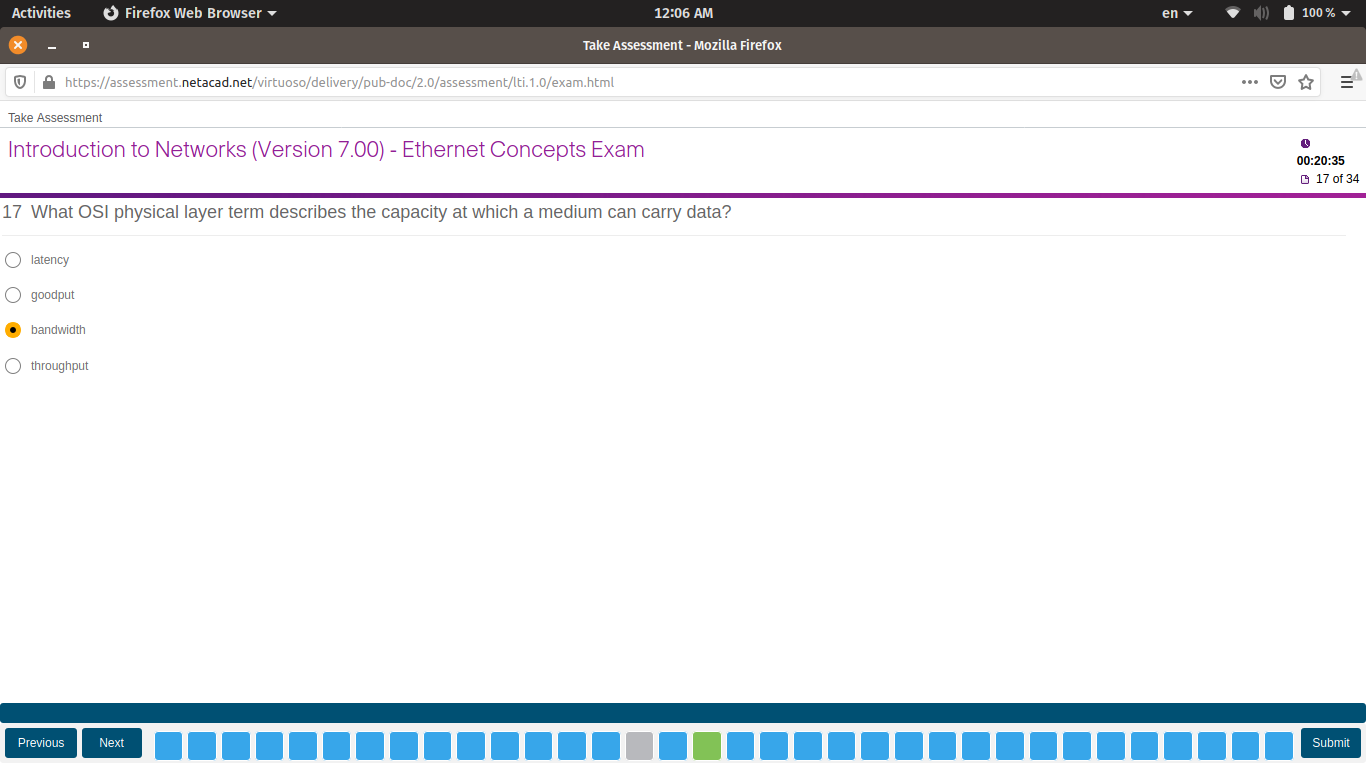 Activities Firefox Web Browser 12:06 AM en 100 %
Take Assessment - Mozilla Firefox
https://assessment.netacad.net/virtuoso/delivery/pub-doc/2.0/assessment/lti.1.0/exam.html
Take Assessment
Introduction to Networks (Version 7.00) - Ethernet Concepts Exam
00:20:35
17 of 34
17 What OSI physical layer term describes the capacity at which a medium can carry data?
latency
goodput
bandwidth
throughput
Previous Next Submit